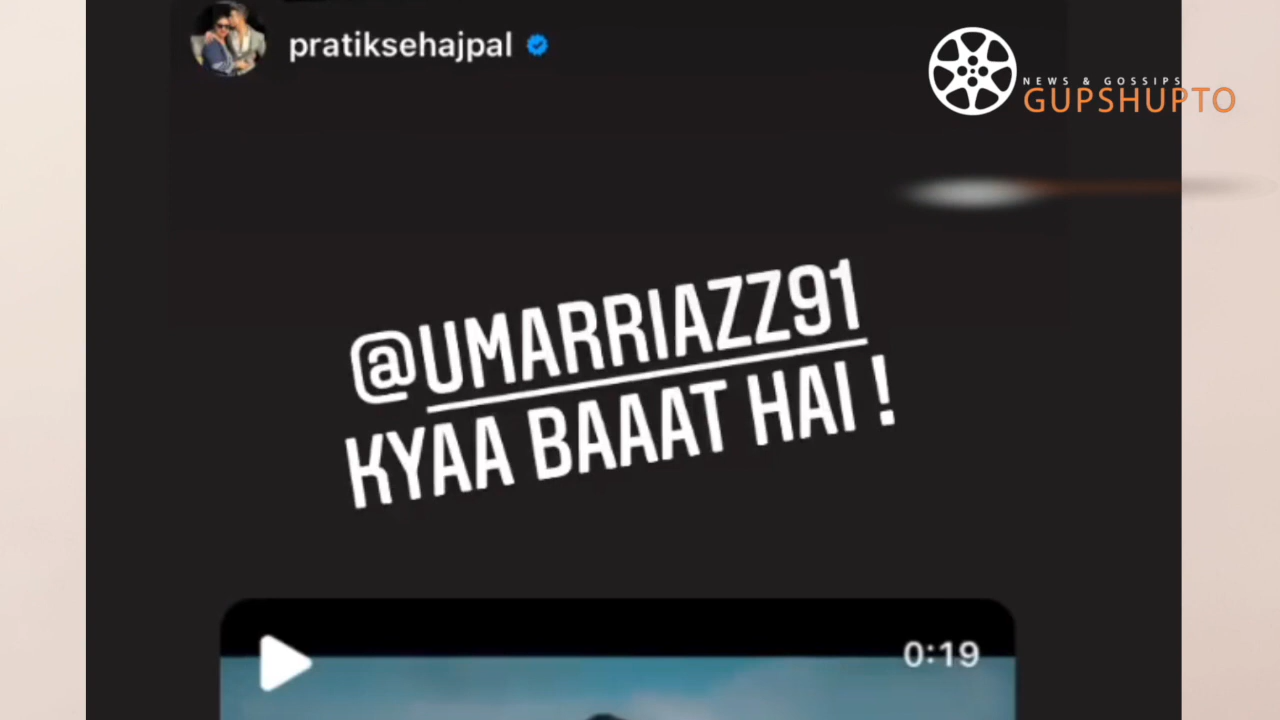 pratiksehajpal
NEWS & GOSSIPS
GUPSHUPTO
@UMARRIAZZ91
KYAA BAAAT HAI !
0:19